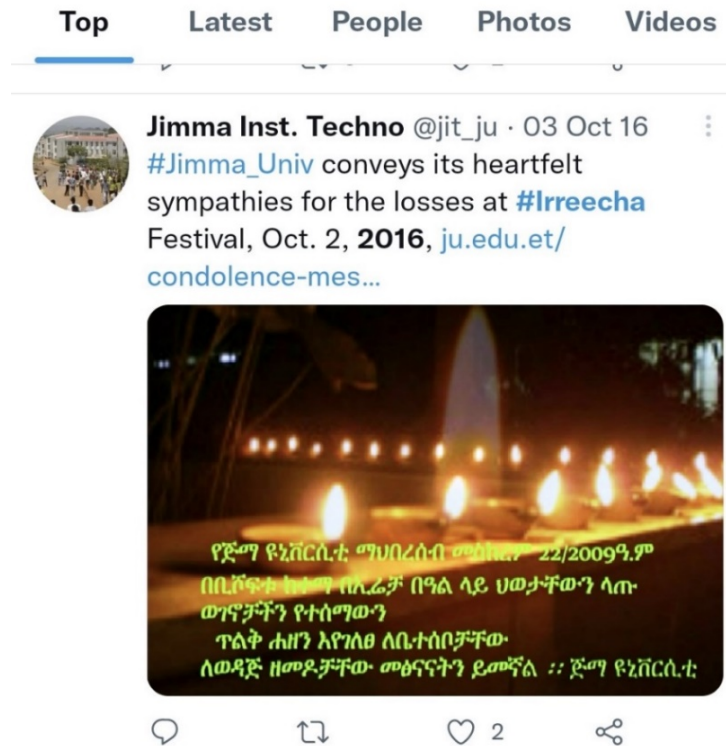 Top Latest People Photos Videos
Jimma Inst. Techno @jit_ju · 03 Oct 16
#Jimma_Univ conveys its heartfelt
sympathies for the losses at #Irreecha
Festival, Oct. 2, 2016, ju.edu.et/
condolence-mes...
የጅማ ዩኒቨርሲቲ ማህበረሰብ መስከረም 22/2009ዓ.ም
በቢሾፍቱ ከተማ በኢሬቻ በዓል ላይ ህወታቸውን ላጡ
ወገኖቻችን የተሰማውን
ጥልቅ ሐዘን እየገለፀ ለቤተሰቦቻቸው
ለወዳጅ ዘመዶቻቸው መፅናናትን ይመኛል ፡፡ ጅማ ዩኒቨርሲቲ
2